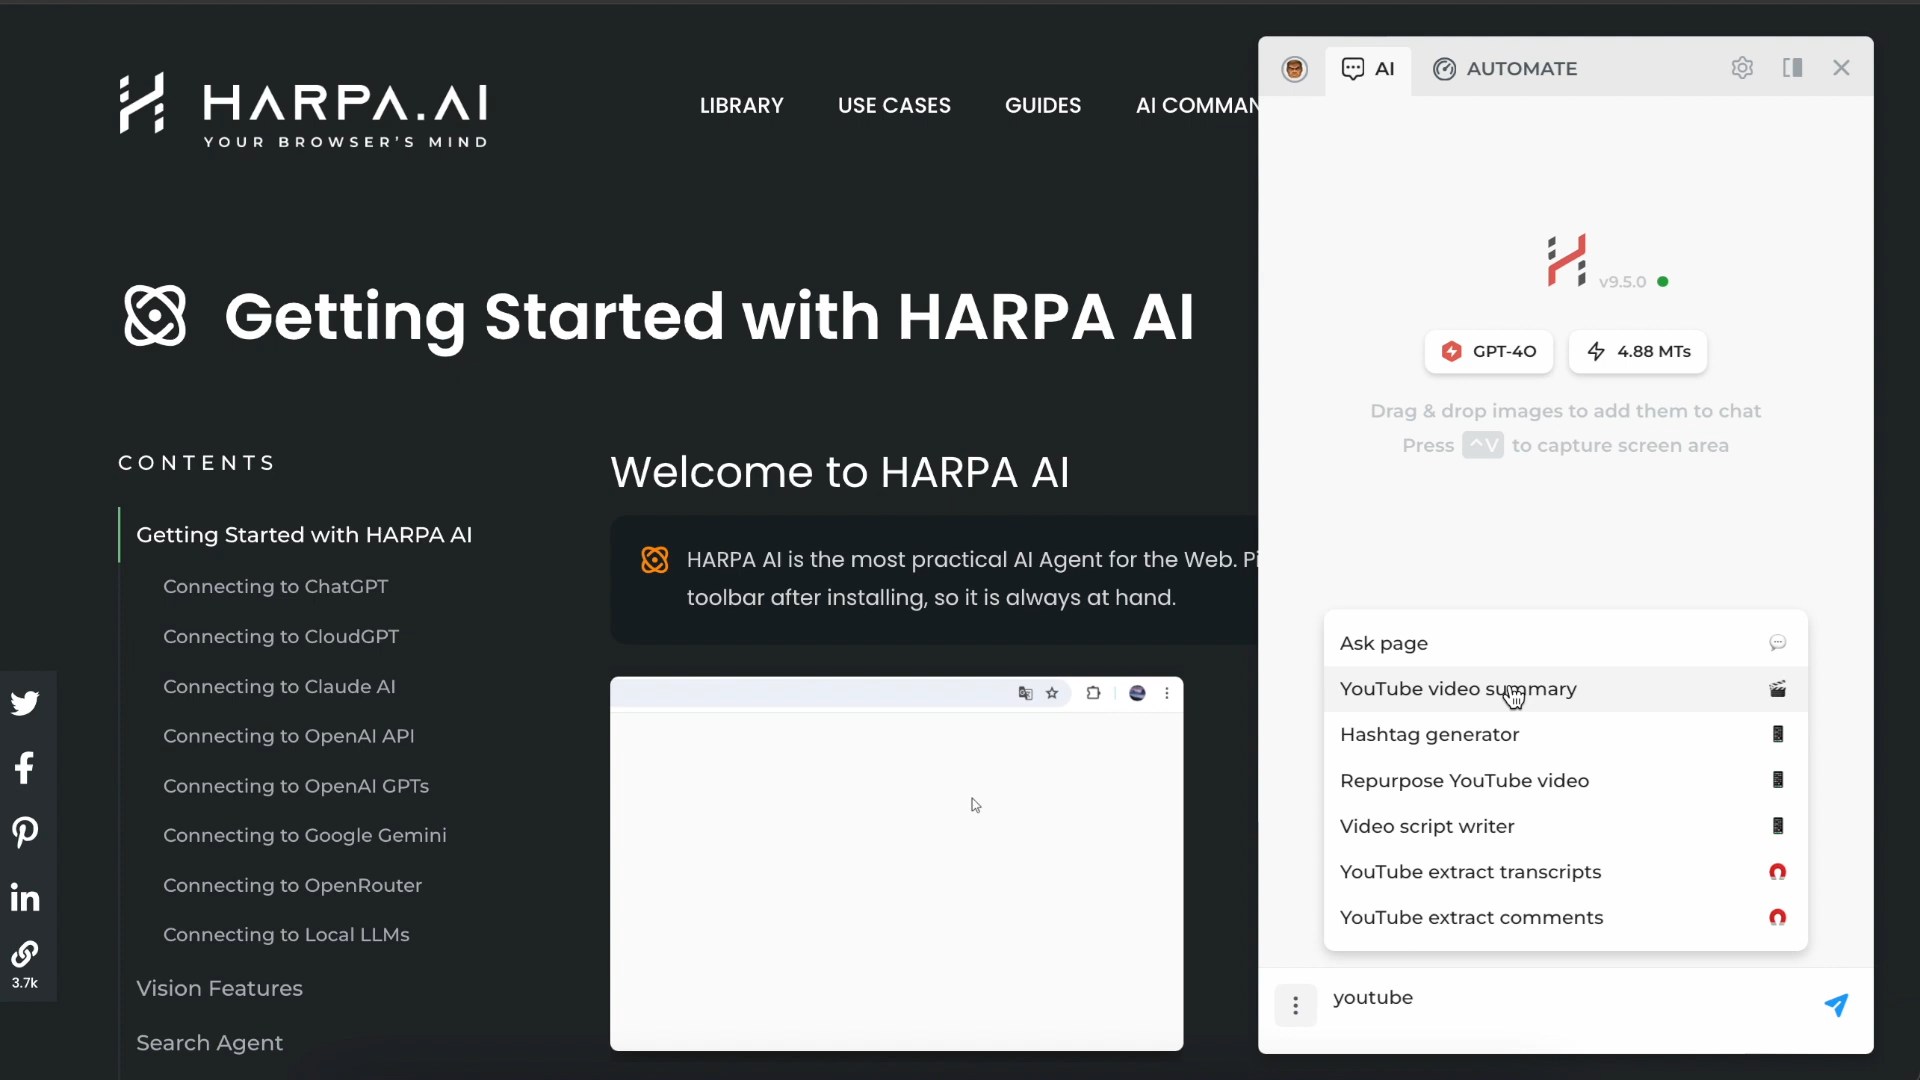 HARPA.AI
YOUR BROWSER'S MIND
LIBRARY
USE CASES
GUIDES
AI COMMAN
Getting Started with HARPA AI
CONTENTS
Getting Started with HARPA AI
Connecting to ChatGPT
Connecting to CloudGPT
Connecting to Claude AI
Connecting to OpenAI API
Connecting to OpenAI GPTs
Connecting to Google Gemini
Connecting to OpenRouter
Connecting to Local LLMs
Vision Features
Search Agent
3.7k
Welcome to HARPA AI
HARPA AI is the most practical AI Agent for the Web. Pi
toolbar after installing, so it is always at hand.
AI
AUTOMATE
v9.5.0
GPT-4O
4.88 MTs
Drag & drop images to add them to chat
Press ^V to capture screen area
Ask page
YouTube video summary
Hashtag generator
Repurpose YouTube video
Video script writer
YouTube extract transcripts
YouTube extract comments
youtube